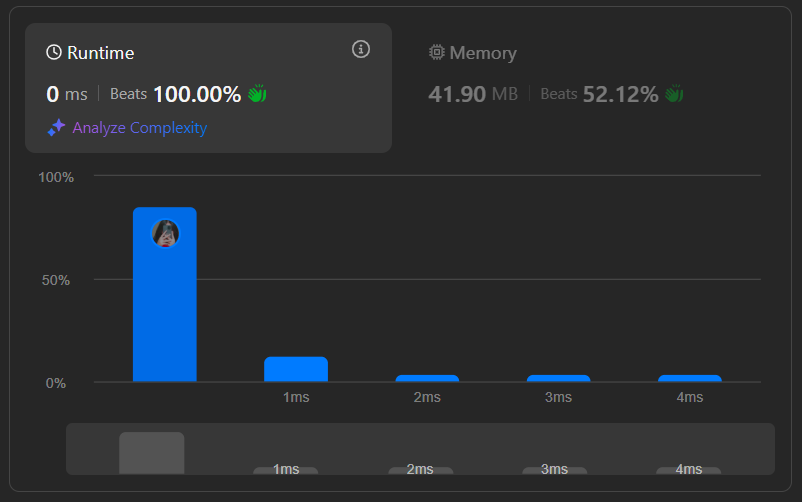 Runtime
0 ms Beats 100.00%
Analyze Complexity
Memory
41.90 MB Beats 52.12%
100%
50%
0%
1ms 2ms 3ms 4ms
1ms 2ms 3ms 4ms